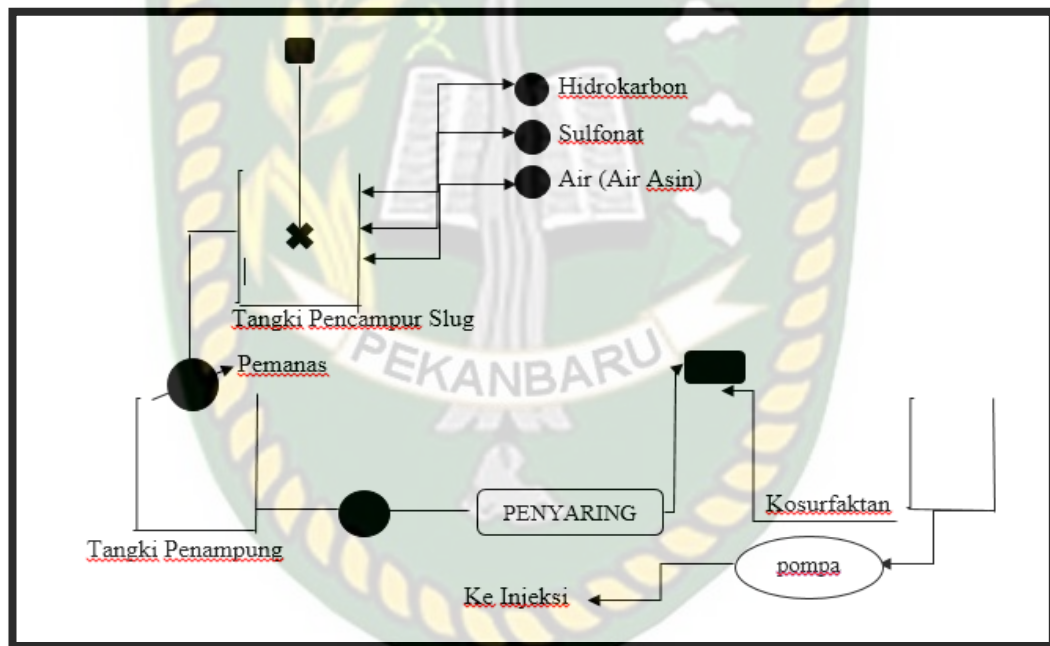 Hidrokarbon
Sulfonat
Air (Air Asin)
Tangki Pencampur Slug
PEKANBARU
Pemanas
Kosurfaktan
PENYARING
Tangki Penampung
pompa
Ke Injeksi